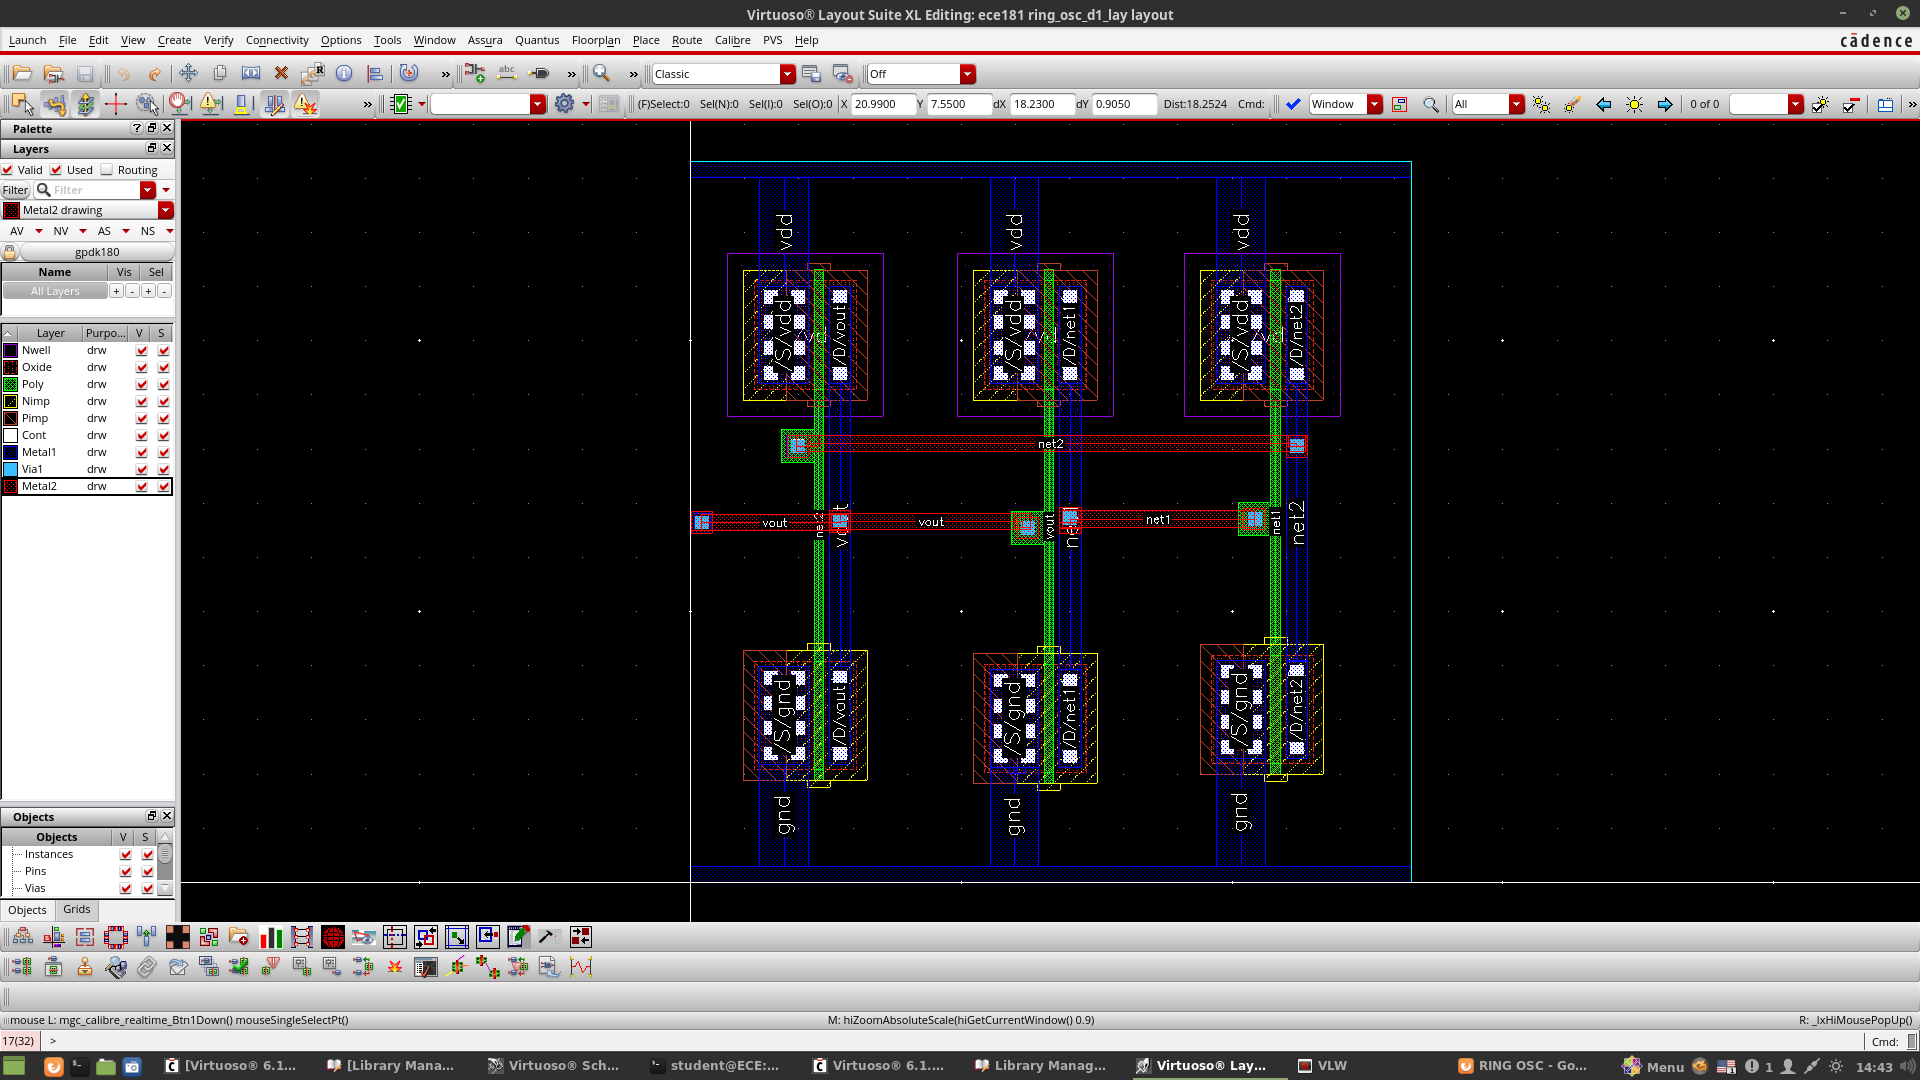 Virtuoso® Layout Suite XL Editing: ece181 ring_osc_d1_lay layout
Launch File Edit View Create Verify Connectivity Options Tools Window Assura Quantus Floorplan Place Route Calibre PVS Help
cādence
» abc » » Classic Off
» (F)Select:0 Sel(N):0 Sel(I):0 Sel(O):0 X 20.9900 Y 7.5500 dX 18.2300 dY 0.9050 Dist:18.2524 Cmd: Window All 0 of 0 »
Palette ?
Layers
Valid Used Routing
Filter Filter
Metal2 drawing
AV NV AS NS
gpdk180
Name Vis Sel
All Layers + - + -
Layer Purpo... V S
Nwell drw
Oxide drw
Poly drw
Nimp drw
Pimp drw
Cont drw
Metal1 drw
Via1 drw
Metal2 drw
Objects
Objects V S
Instances
Pins
Vias
Objects Grids
vdd vdd vdd
/S/vdd /D/vout /S/vdd /D/net1 /S/vdd /D/net2
net2
vout net2 vout vout net1 net1 net2
/S/gnd /D/vout /S/gnd /D/net1 /S/gnd /D/net2
gnd gnd gnd
mouse L: mgc_calibre_realtime_Btn1Down() mouseSingleSelectPt() M: hiZoomAbsoluteScale(hiGetCurrentWindow() 0.9) R: _lxHiMousePopUp()
17(32) > Cmd:
[Virtuoso® 6.1... [Library Mana... Virtuoso® Sch... student@ECE:... Virtuoso® 6.1.... Library Manag... Virtuoso® Lay... VLW RING OSC - Go... Menu 1 14:43